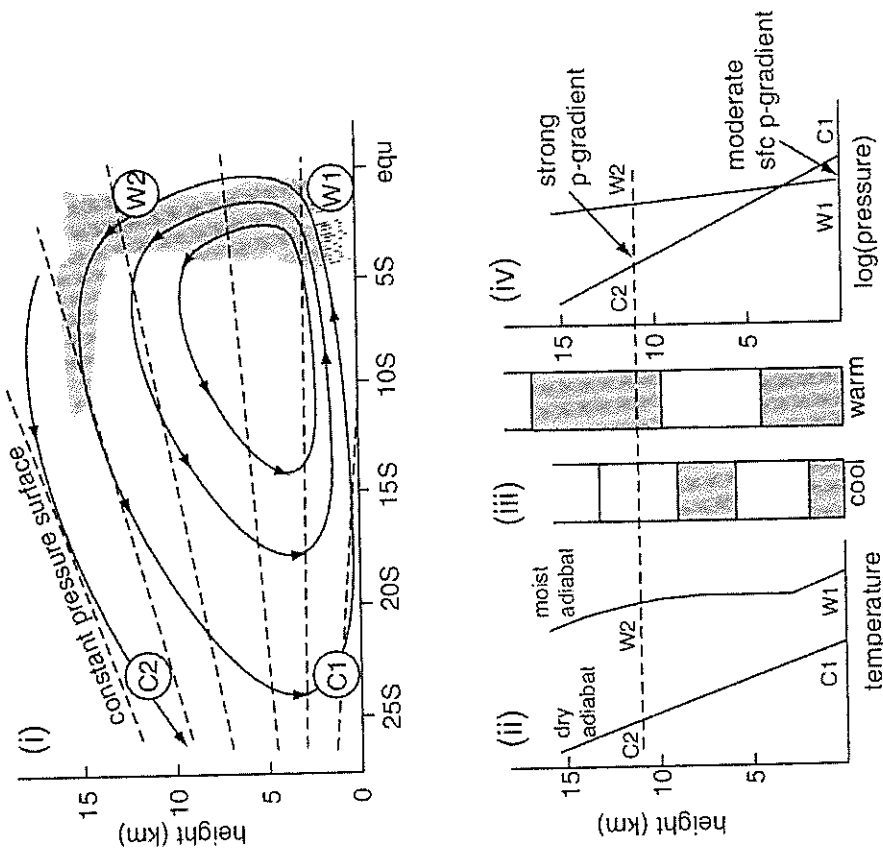 (i)
constant pressure surface
15
10
5
0
height (km)
C2
W2
C1
W1
25S
20S
15S
10S
5S
equ
(ii)
15
10
5
height (km)
dry
adiabat
moist
adiabat
C2
W2
C1
W1
temperature
(iii)
cool
warm
(iv)
15
10
5
strong
p-gradient
C2
W2
moderate
sfc p-gradient
W1
C1
log(pressure)